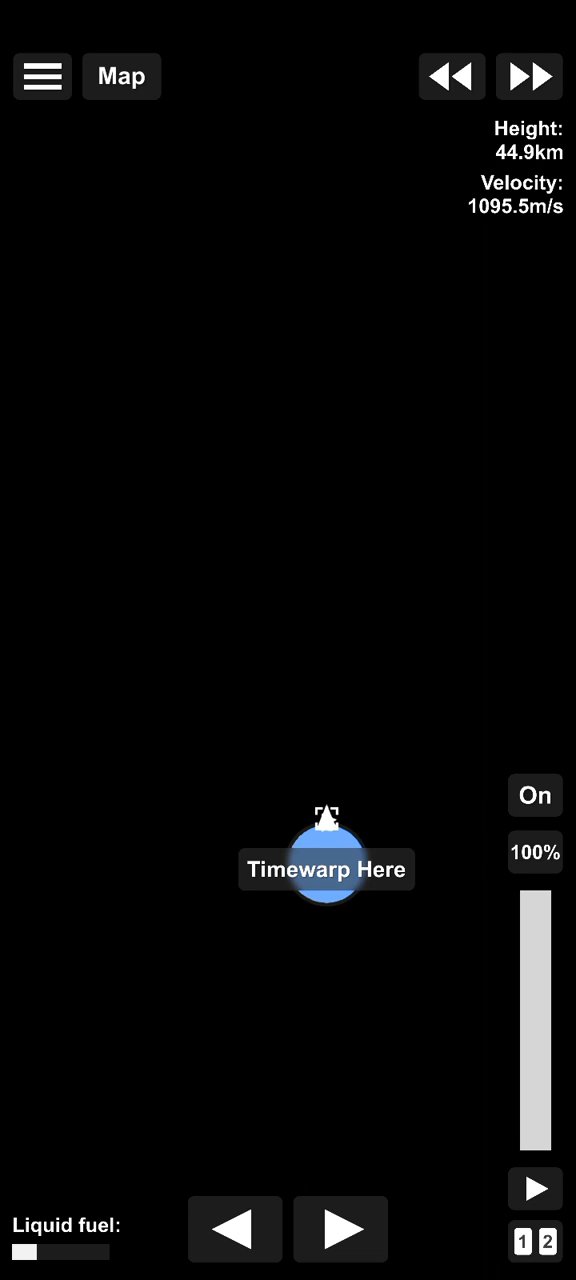 Map
Height:
44.9km
Velocity:
1095.5m/s
On
100%
Timewarp Here
Liquid fuel:
1 2